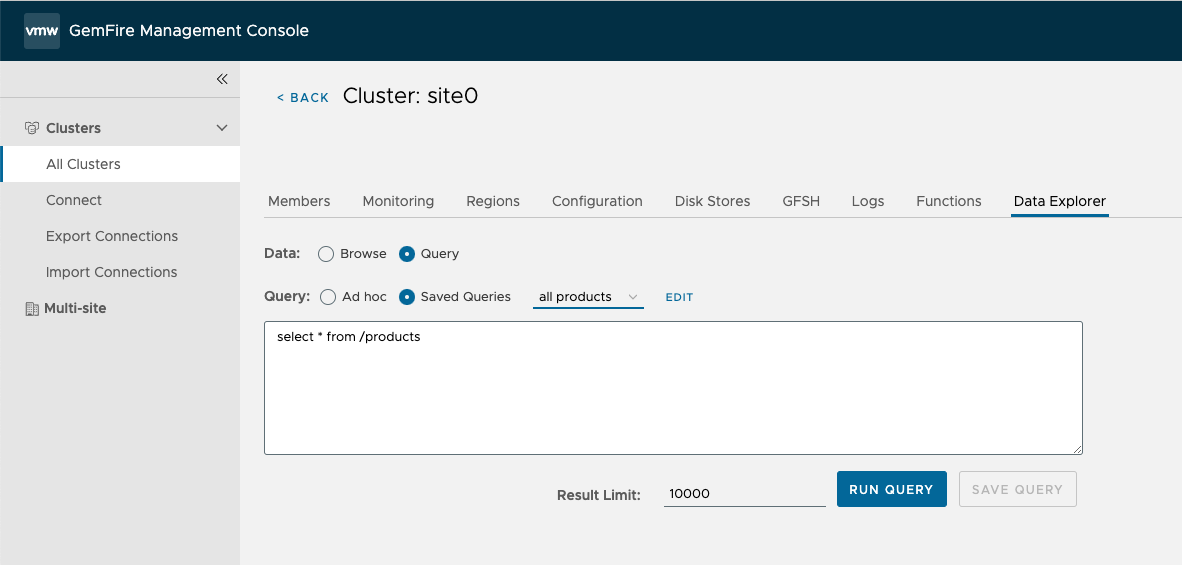 vmw GemFire Management Console
< BACK Cluster: site0
Clusters
All Clusters
Connect
Export Connections
Import Connections
Multi-site
Members Monitoring Regions Configuration Disk Stores GFSH Logs Functions Data Explorer
Data: Browse Query
Query: Ad hoc Saved Queries all products EDIT
select * from /products
Result Limit: 10000 RUN QUERY SAVE QUERY